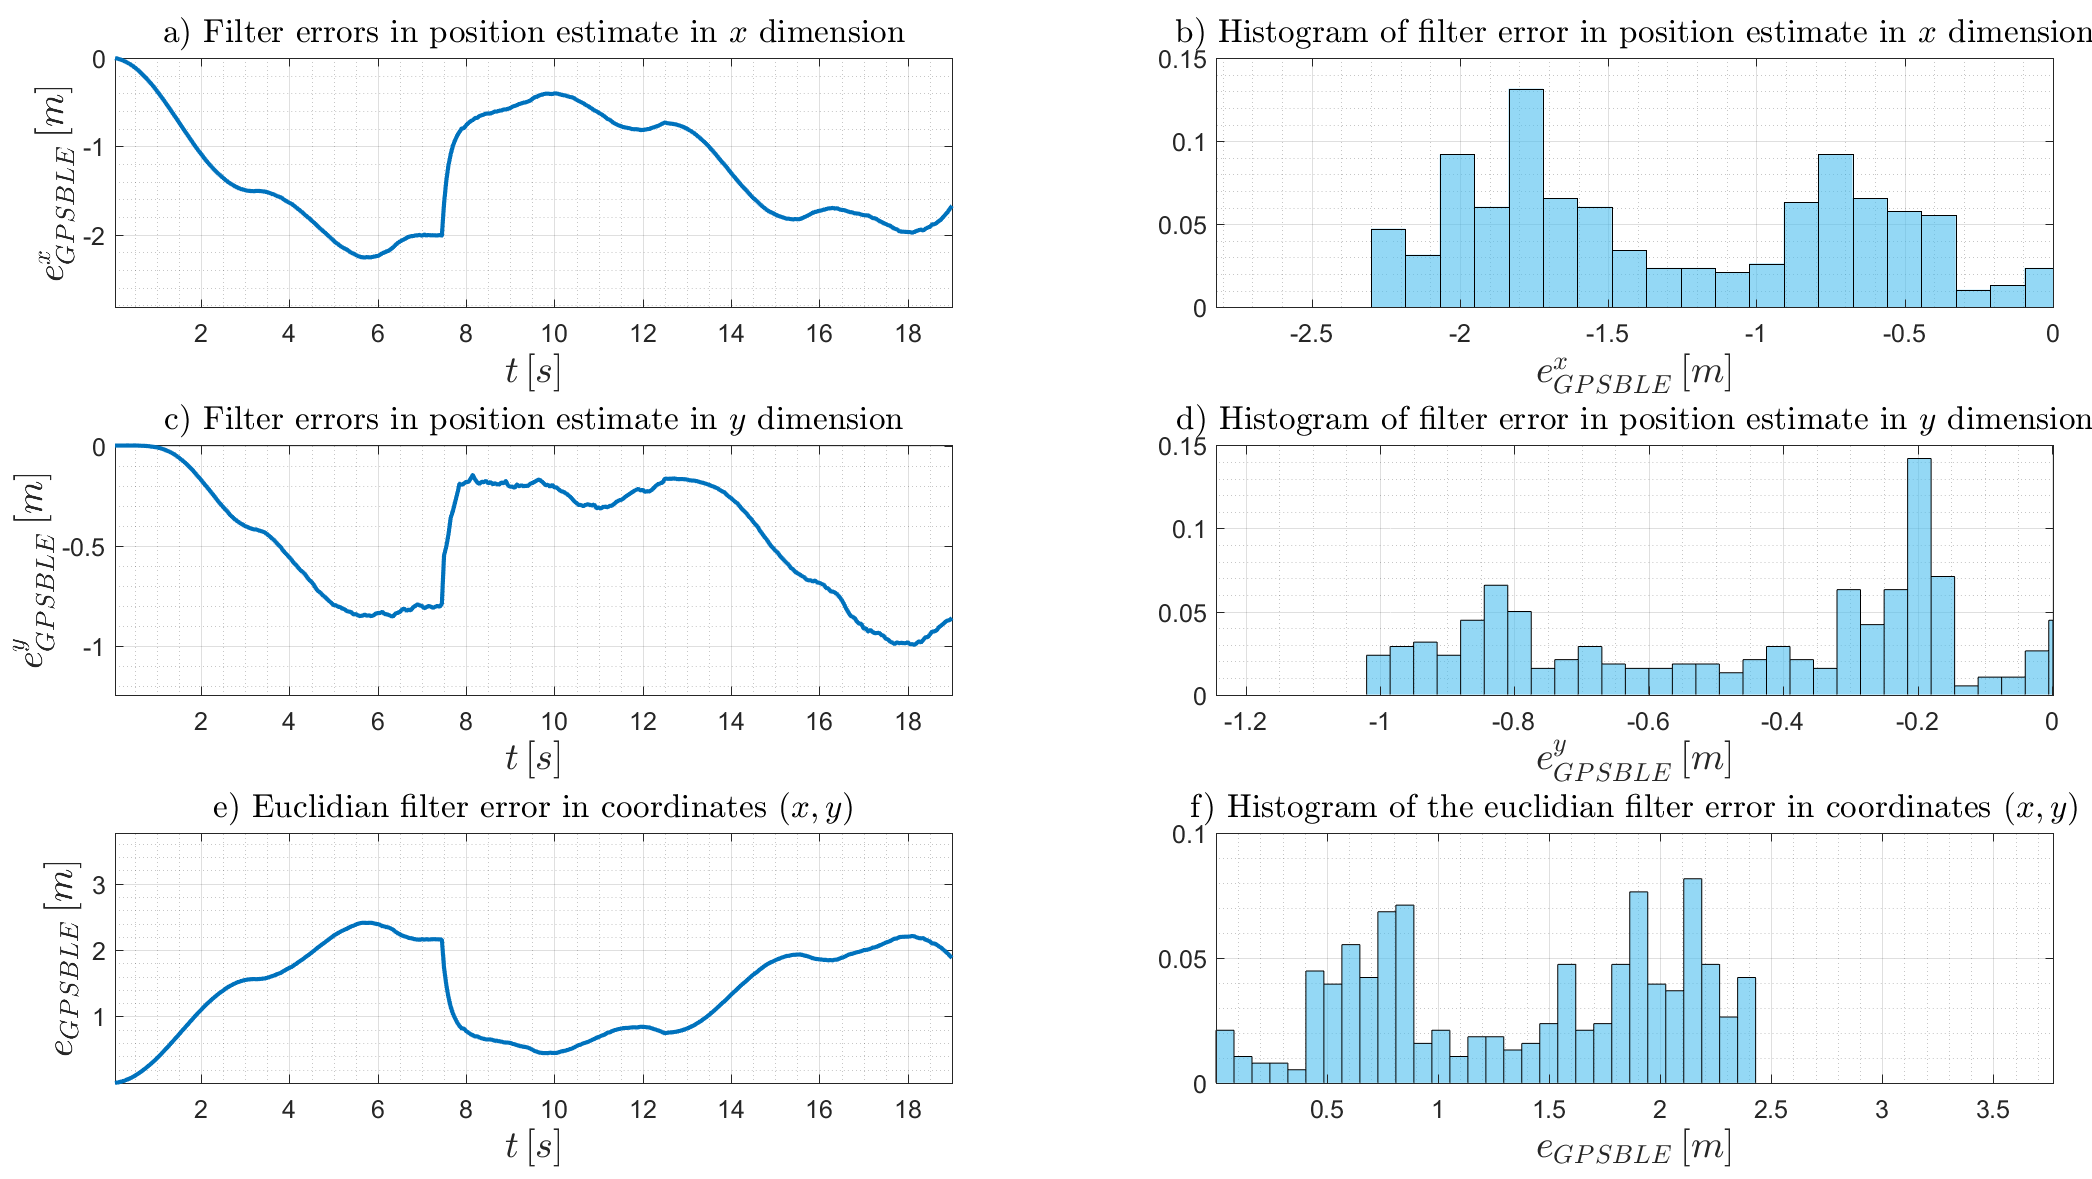 a) Filter errors in position estimate in x dimension
0
-1
-2
e^x_GPSBLE [m]
2 4 6 8 10 12 14 16 18
t [s]
b) Histogram of filter error in position estimate in x dimension
0.15
0.1
0.05
0
-2.5 -2 -1.5 -1 -0.5 0
e^x_GPSBLE [m]
c) Filter errors in position estimate in y dimension
0
-0.5
-1
e^y_GPSBLE [m]
2 4 6 8 10 12 14 16 18
t [s]
d) Histogram of filter error in position estimate in y dimension
0.15
0.1
0.05
0
-1.2 -1 -0.8 -0.6 -0.4 -0.2 0
e^y_GPSBLE [m]
e) Euclidian filter error in coordinates (x, y)
3
2
1
e_GPSBLE [m]
2 4 6 8 10 12 14 16 18
t [s]
f) Histogram of the euclidian filter error in coordinates (x, y)
0.1
0.05
0
0.5 1 1.5 2 2.5 3 3.5
e_GPSBLE [m]